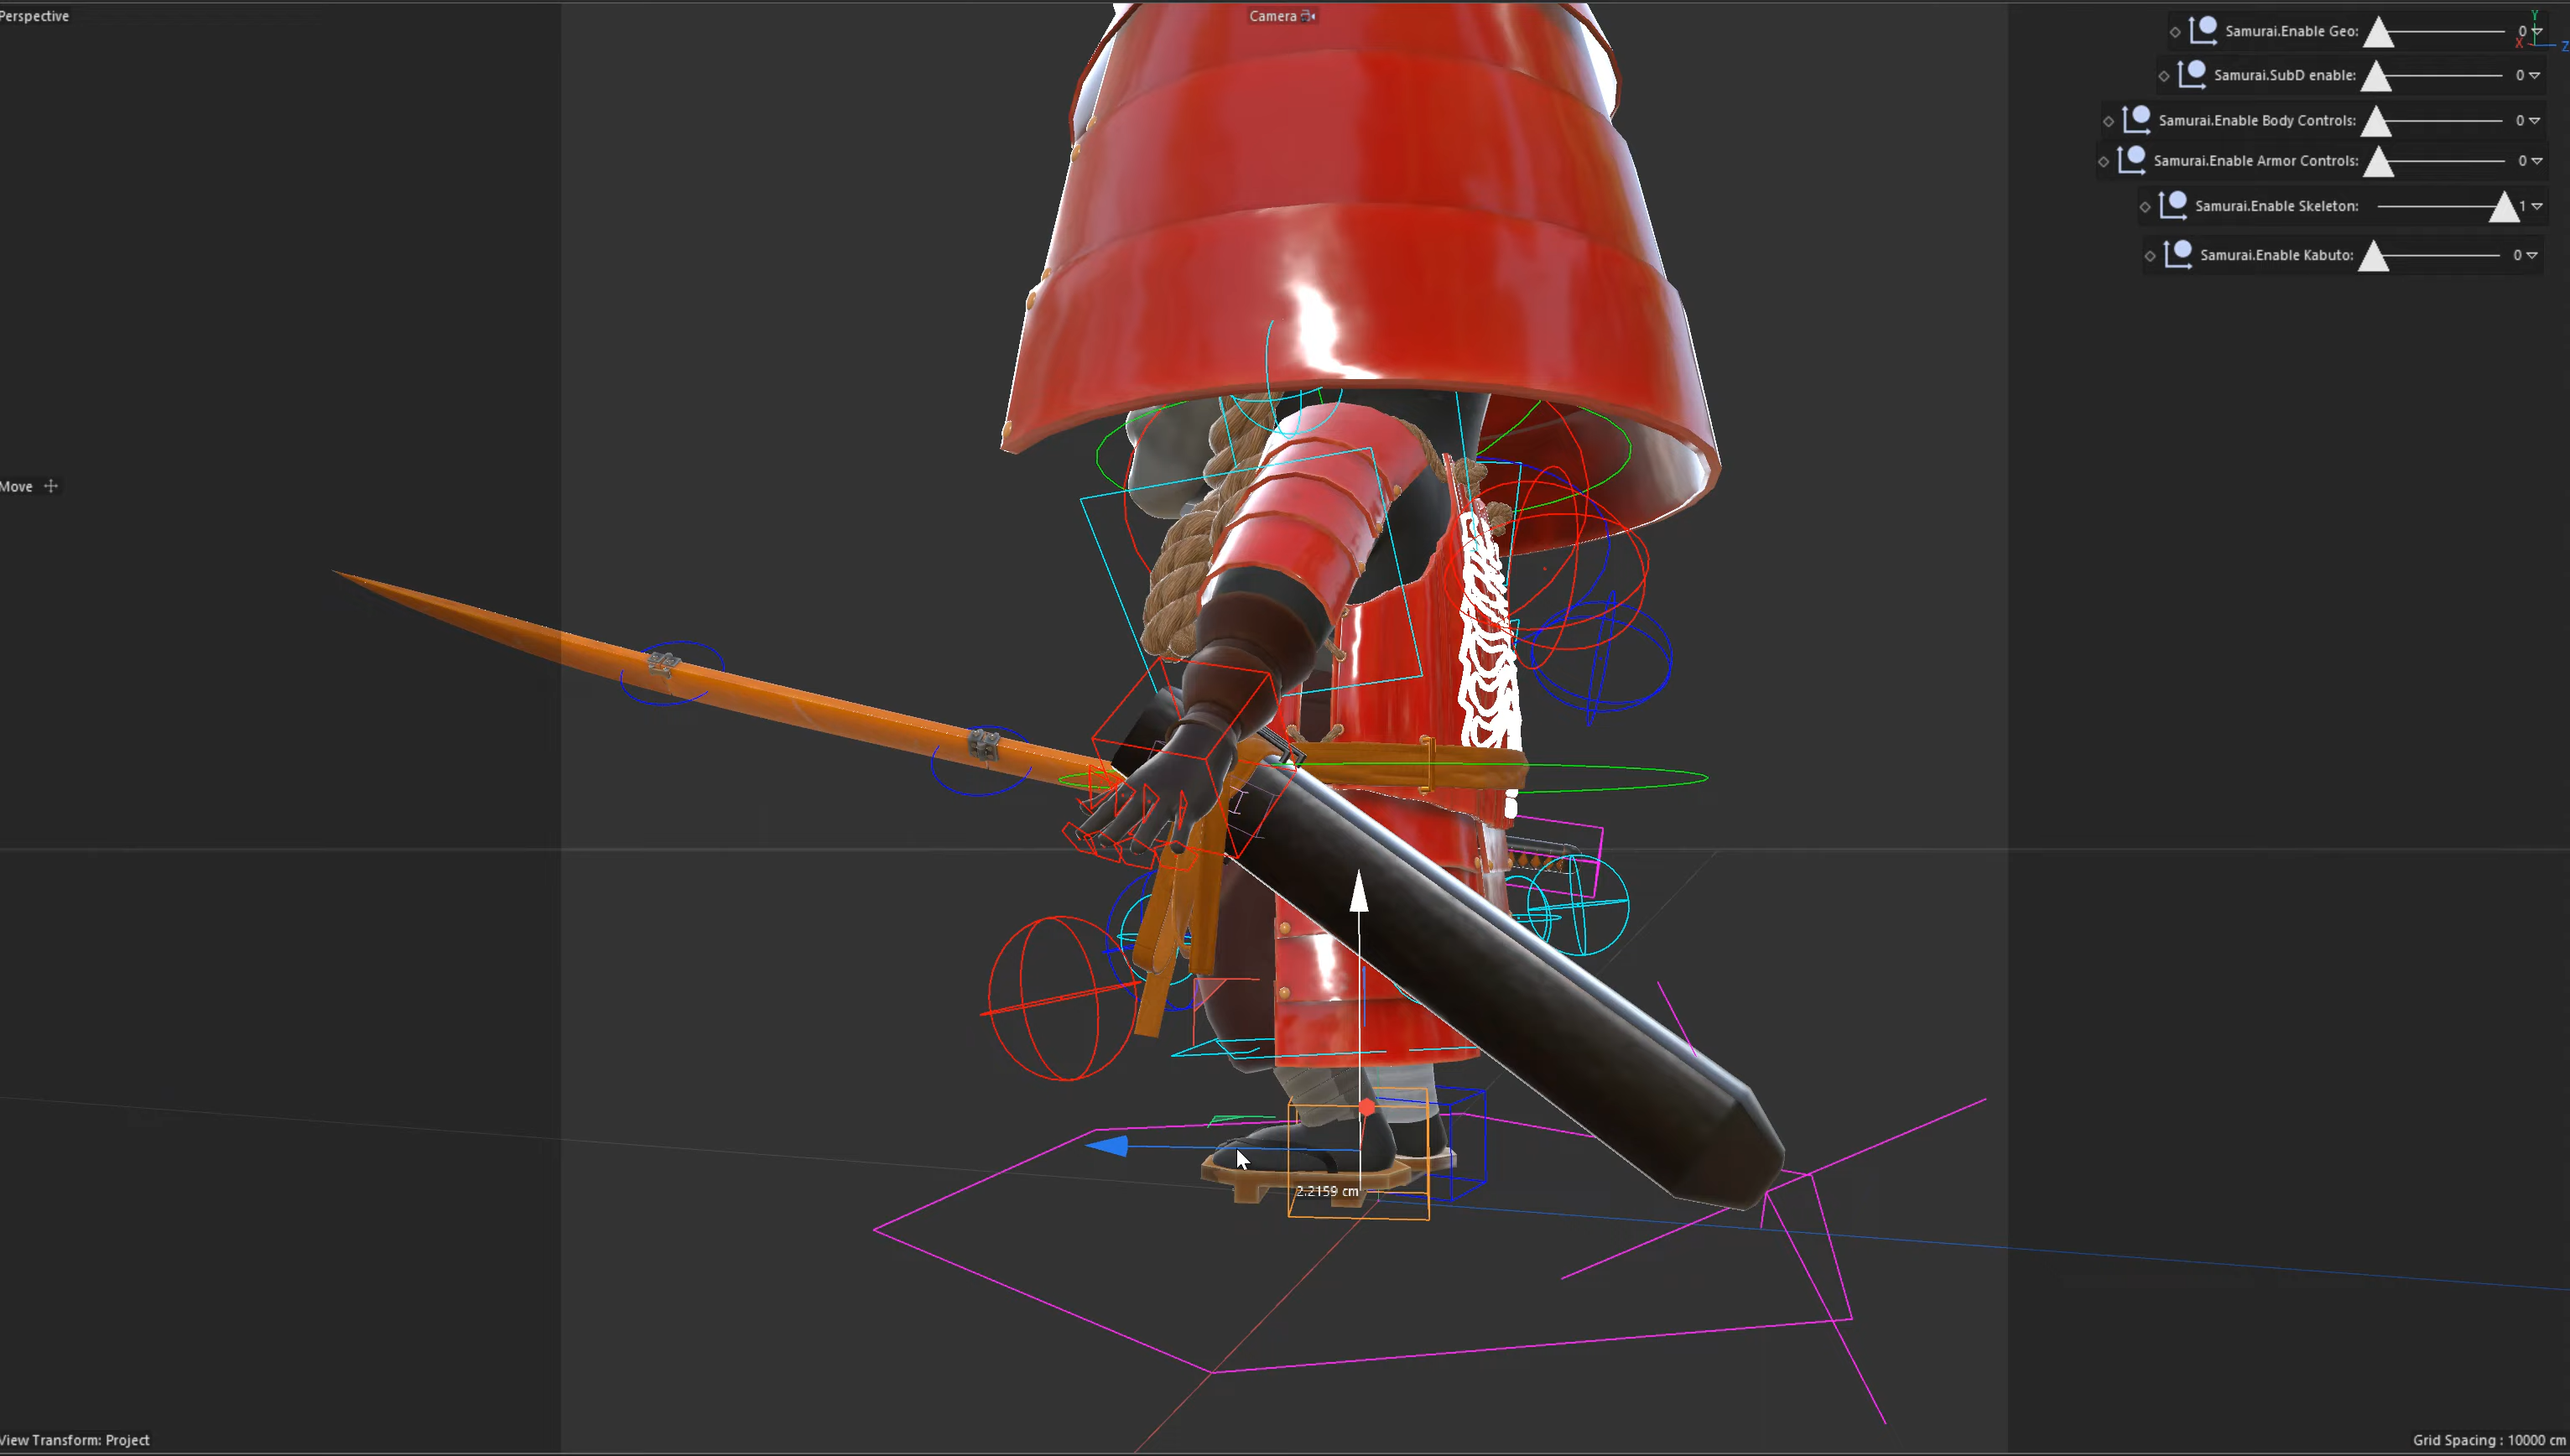 Perspective
Camera
Samurai.Enable Geo: 0
Y
X
Z
Samurai.SubD enable: 0
Samurai.Enable Body Controls: 0
Samurai.Enable Armor Controls: 0
Samurai.Enable Skeleton: 1
Samurai.Enable Kabuto: 0
Move
2.2159 cm
View Transform: Project
Grid Spacing : 10000 cm